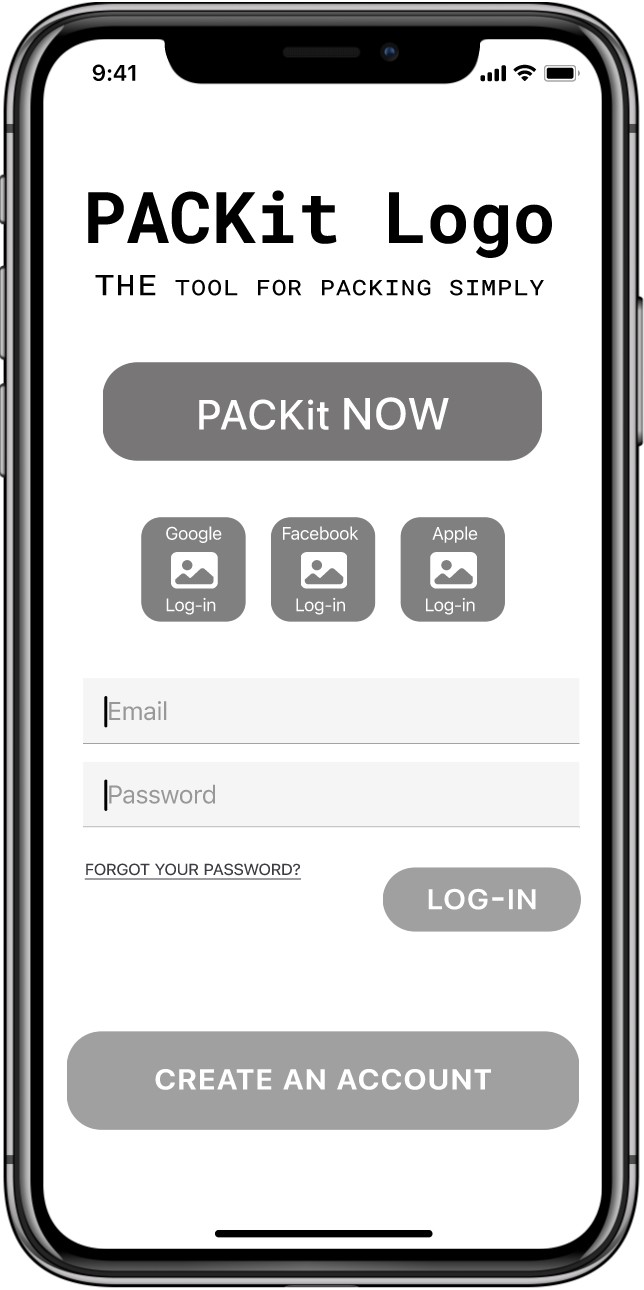 9:41
PACKit Logo
THE TOOL FOR PACKING SIMPLY
PACKit NOW
Google Facebook Apple
Log-in Log-in Log-in
Email
Password
FORGOT YOUR PASSWORD?
LOG-IN
CREATE AN ACCOUNT